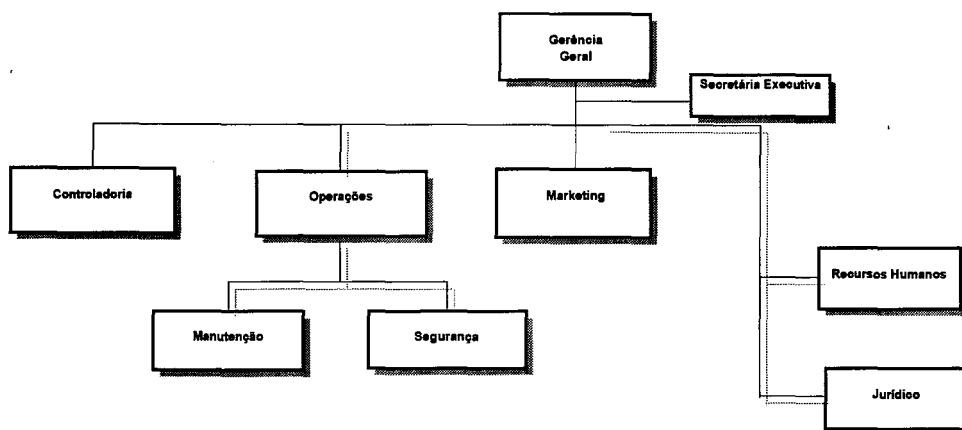 Gerência
Geral
Secretária Executiva
Controladoria
Operações
Marketing
Recursos Humanos
Manutenção
Segurança
Jurídico